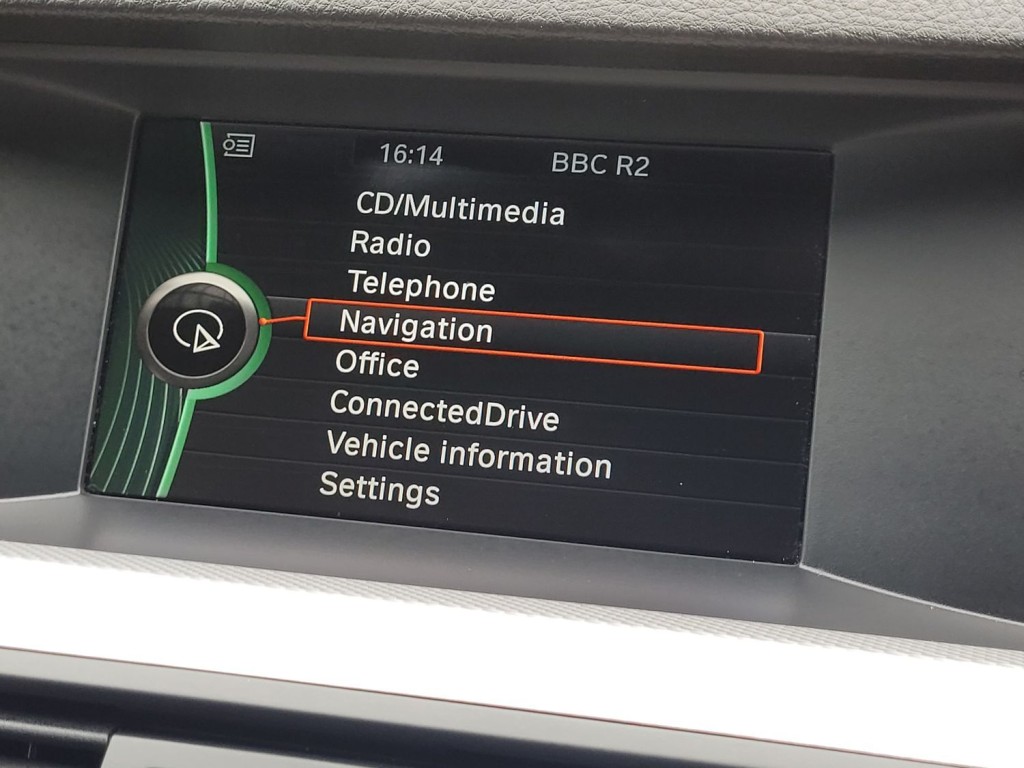 16:14 BBC R2
CD/Multimedia
Radio
Telephone
Navigation
Office
ConnectedDrive
Vehicle information
Settings